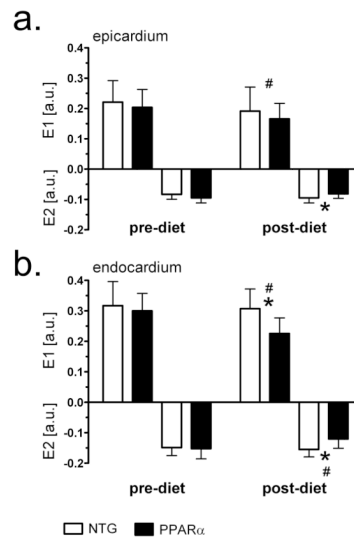 a.
epicardium
0.4
0.3
0.2
0.1
0.0
-0.1
-0.2
E1 [a.u.]
E2 [a.u.]
#
*
pre-diet post-diet
b.
endocardium
0.4
0.3
0.2
0.1
0.0
-0.1
-0.2
E1 [a.u.]
E2 [a.u.]
#
*
*
#
pre-diet post-diet
NTG PPARα